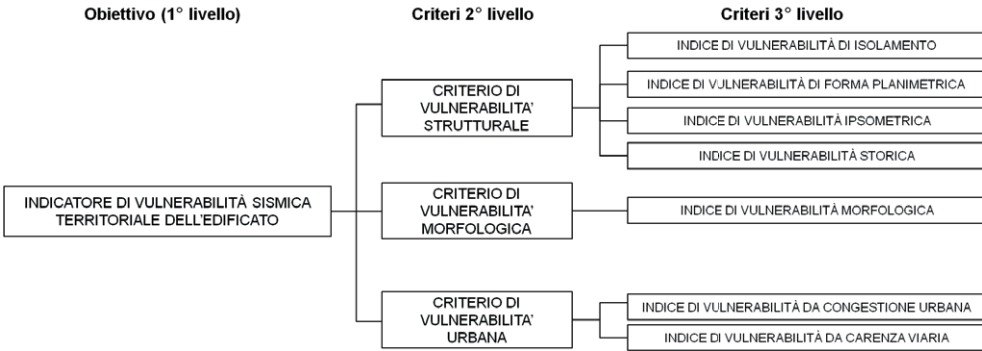 Obiettivo (1° livello)
Criteri 2° livello
Criteri 3° livello
INDICATORE DI VULNERABILITÀ SISMICA
TERRITORIALE DELL'EDIFICATO
CRITERIO DI
VULNERABILITA'
STRUTTURALE
INDICE DI VULNERABILITÀ DI ISOLAMENTO
INDICE DI VULNERABILITÀ DI FORMA PLANIMETRICA
INDICE DI VULNERABILITÀ IPSOMETRICA
INDICE DI VULNERABILITÀ STORICA
CRITERIO DI
VULNERABILITA'
MORFOLOGICA
INDICE DI VULNERABILITÀ MORFOLOGICA
CRITERIO DI
VULNERABILITA'
URBANA
INDICE DI VULNERABILITÀ DA CONGESTIONE URBANA
INDICE DI VULNERABILITÀ DA CARENZA VIARIA